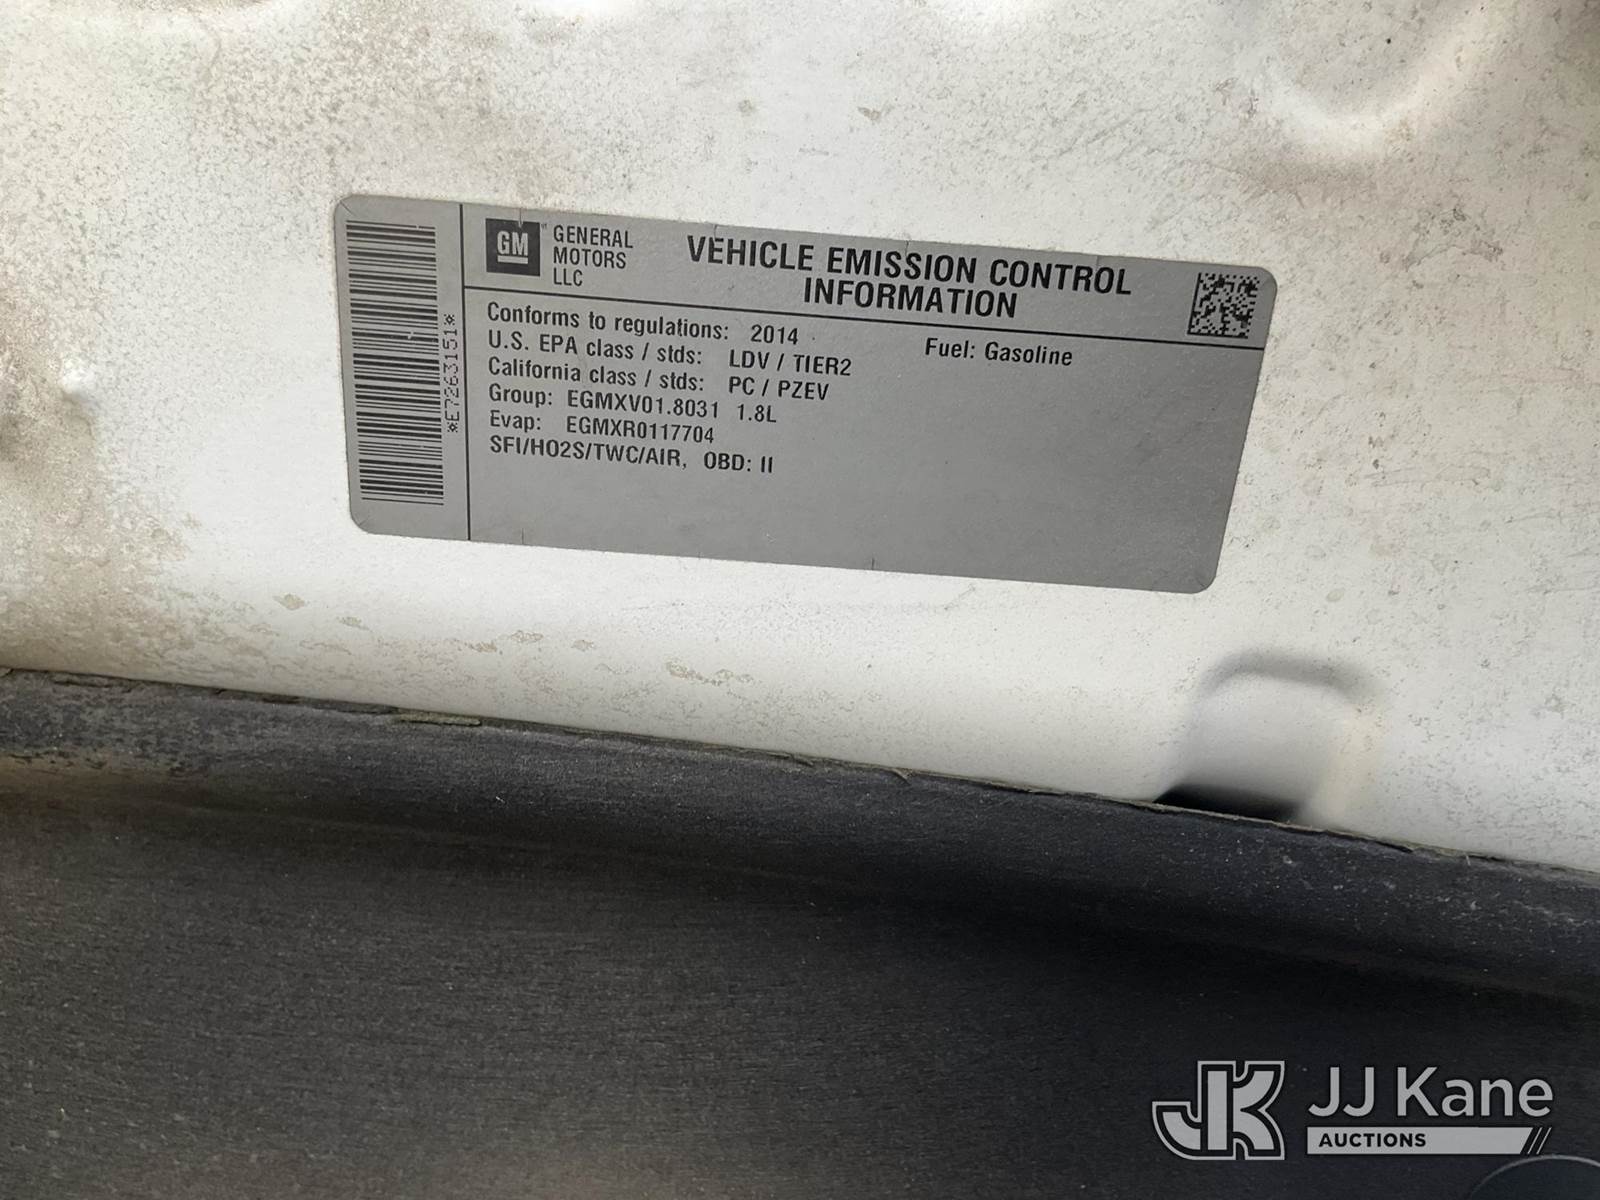 *E7263151*
GM
GENERAL
MOTORS
LLC
VEHICLE EMISSION CONTROL
INFORMATION
Conforms to regulations: 2014
Fuel: Gasoline
U.S. EPA class / stds: LDV / TIER2
California class / stds: PC / PZEV
Group: EGMXV01.8031 1.8L
Evap: EGMXR0117704
SFI/HO2S/TWC/AIR, OBD: II
JK
JJ Kane
AUCTIONS